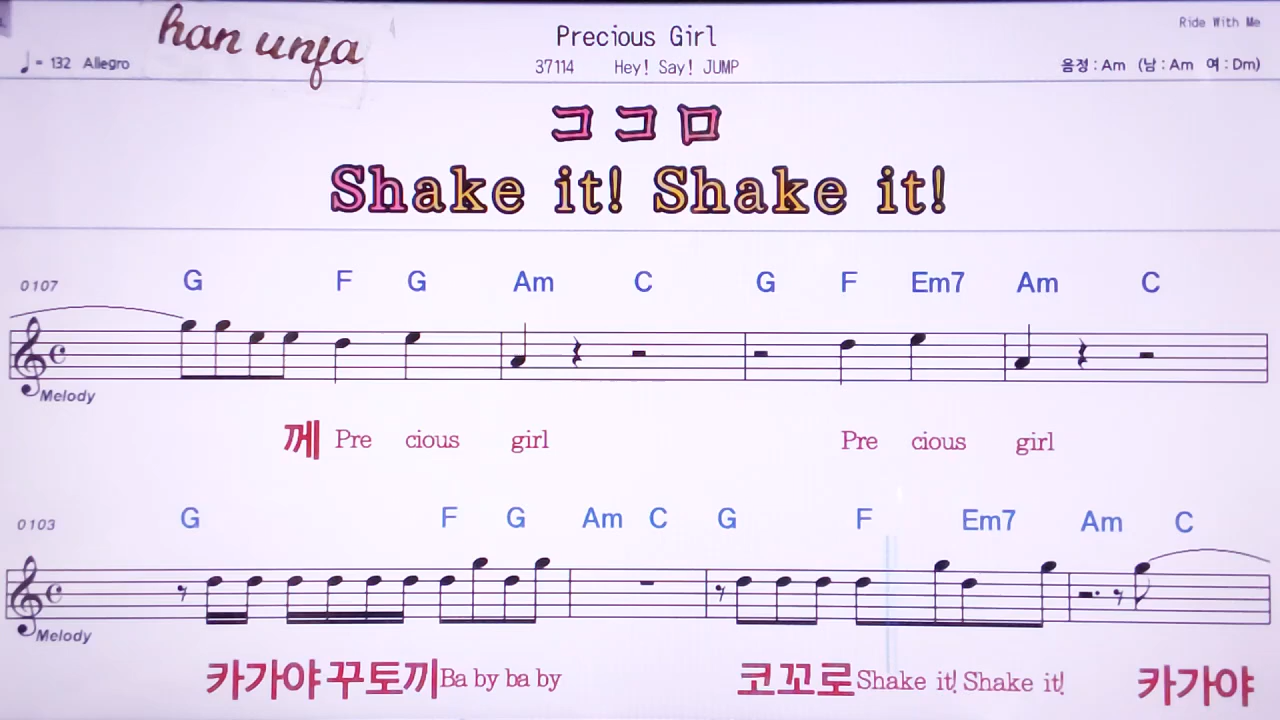 han unfa
Precious Girl
Ride With Me
♩= 132 Allegro
37114 Hey! Say! JUMP
음정 : Am (남 : Am 여 : Dm)
ココロ
Shake it! Shake it!
0107 G F G Am C G F Em7 Am C
Melody
께 Pre cious girl Pre cious girl
0103 G F G Am C G F Em7 Am C
Melody
카가야 꾸토끼 Ba by ba by 코꼬로 Shake it! Shake it! 카가야